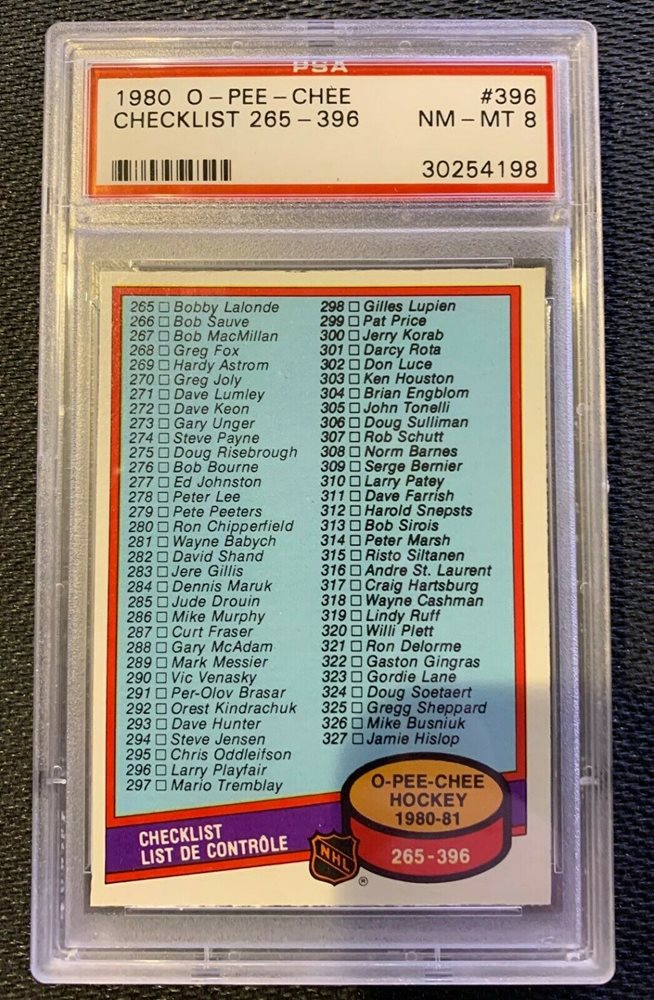 PSA
1980 O-PEE-CHEE #396
CHECKLIST 265-396 NM-MT 8
30254198
265 □ Bobby Lalonde
266 □ Bob Sauve
267 □ Bob MacMillan
268 □ Greg Fox
269 □ Hardy Astrom
270 □ Greg Joly
271 □ Dave Lumley
272 □ Dave Keon
273 □ Gary Unger
274 □ Steve Payne
275 □ Doug Risebrough
276 □ Bob Bourne
277 □ Ed Johnston
278 □ Peter Lee
279 □ Pete Peeters
280 □ Ron Chipperfield
281 □ Wayne Babych
282 □ David Shand
283 □ Jere Gillis
284 □ Dennis Maruk
285 □ Jude Drouin
286 □ Mike Murphy
287 □ Curt Fraser
288 □ Gary McAdam
289 □ Mark Messier
290 □ Vic Venasky
291 □ Per-Olov Brasar
292 □ Orest Kindrachuk
293 □ Dave Hunter
294 □ Steve Jensen
295 □ Chris Oddleifson
296 □ Larry Playfair
297 □ Mario Tremblay
298 □ Gilles Lupien
299 □ Pat Price
300 □ Jerry Korab
301 □ Darcy Rota
302 □ Don Luce
303 □ Ken Houston
304 □ Brian Engblom
305 □ John Tonelli
306 □ Doug Sulliman
307 □ Rob Schutt
308 □ Norm Barnes
309 □ Serge Bernier
310 □ Larry Patey
311 □ Dave Farrish
312 □ Harold Snepsts
313 □ Bob Sirois
314 □ Peter Marsh
315 □ Risto Siltanen
316 □ Andre St. Laurent
317 □ Craig Hartsburg
318 □ Wayne Cashman
319 □ Lindy Ruff
320 □ Willi Plett
321 □ Ron Delorme
322 □ Gaston Gingras
323 □ Gordie Lane
324 □ Doug Soetaert
325 □ Gregg Sheppard
326 □ Mike Busniuk
327 □ Jamie Hislop
CHECKLIST
LIST DE CONTRÔLE
NHL
®
O-PEE-CHEE
HOCKEY
1980-81
265-396